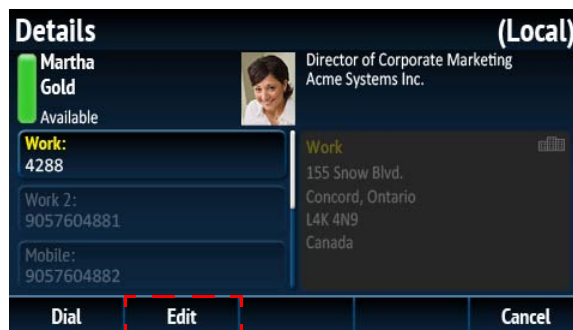 Details
(Local)
Martha
Gold
Available
Director of Corporate Marketing
Acme Systems Inc.
Work:
4288
Work 2:
9057604881
Mobile:
9057604882
Work
155 Snow Blvd.
Concord, Ontario
L4K 4N9
Canada
Dial
Edit
Cancel